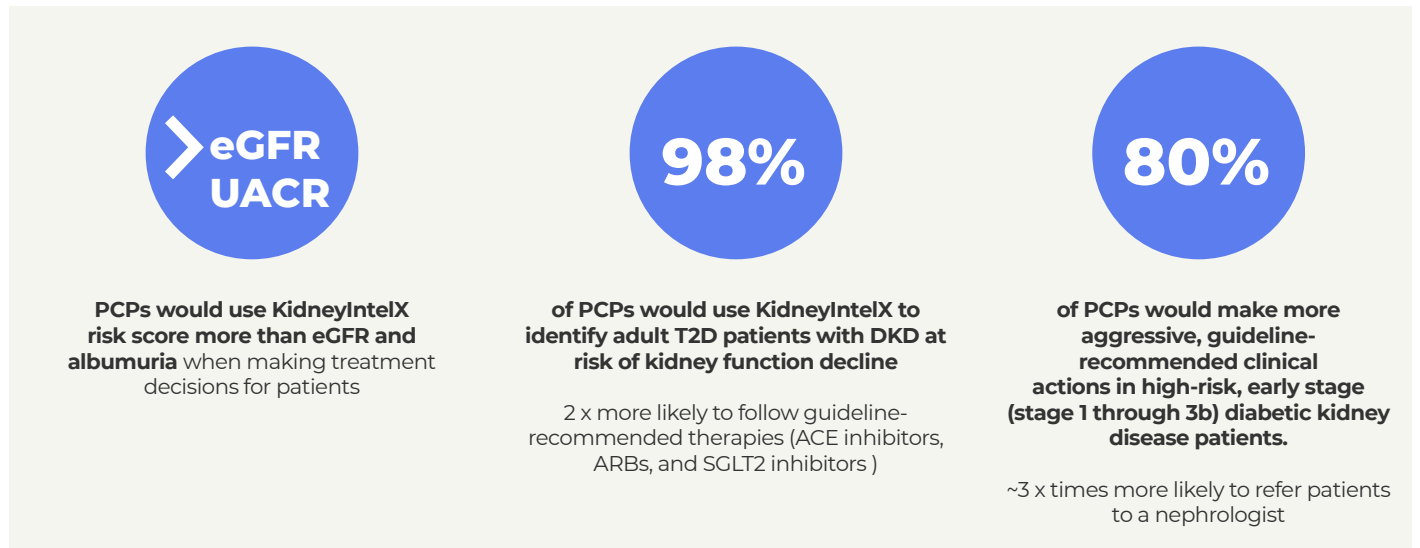 eGFR
UACR
PCPs would use KidneyIntelX
risk score more than eGFR and
albumuria when making treatment
decisions for patients
98%
of PCPs would use KidneyIntelX to
identify adult T2D patients with DKD at
risk of kidney function decline
2 x more likely to follow guideline-
recommended therapies (ACE inhibitors,
ARBs, and SGLT2 inhibitors )
80%
of PCPs would make more
aggressive, guideline-
recommended clinical
actions in high-risk, early stage
(stage 1 through 3b) diabetic kidney
disease patients.
~3 x times more likely to refer patients
to a nephrologist